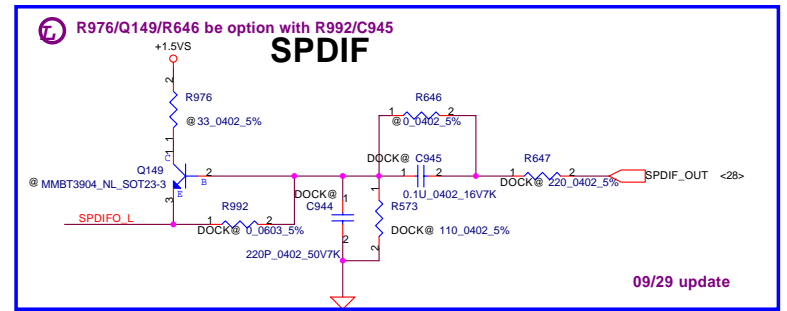 R976/Q149/R646 be option with R992/C945
SPDIF
+1.5VS
2
R976
@ 33_0402_5%
1
1
C
Q149
2
B
@ MMBT3904_NL_SOT23-3
E
3
SPDIFO_L
R992
1
2
DOCK@ 0_0603_5%
DOCK@
1
C944
2
220P_0402_50V7K
R646
1
2
@ 0_0402_5%
DOCK@
C945
1
2
0.1U_0402_16V7K
1
R573
DOCK@ 110_0402_5%
2
R647
1
2
DOCK@ 220_0402_5%
SPDIF_OUT <28>
09/29 update